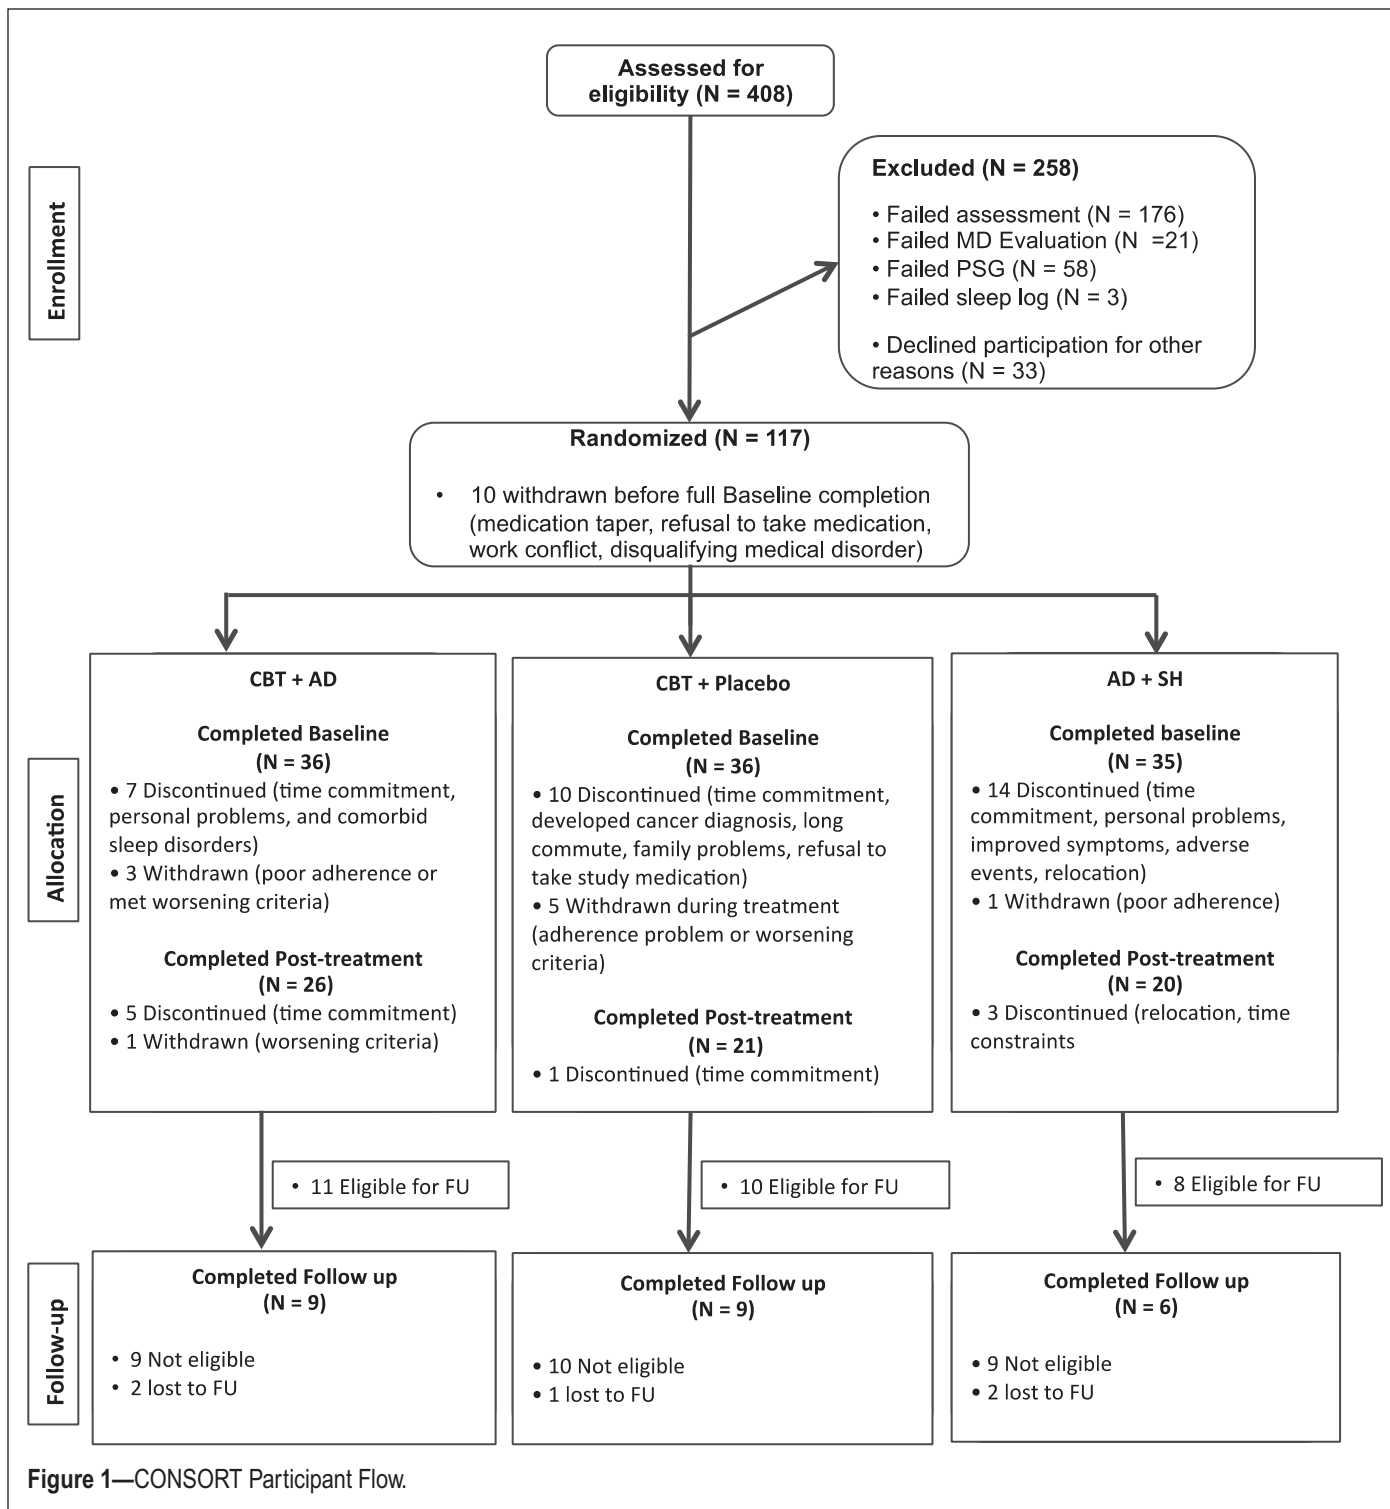 Assessed for
eligibility (N = 408)
Enrollment
Excluded (N = 258)
• Failed assessment (N = 176)
• Failed MD Evaluation (N =21)
• Failed PSG (N = 58)
• Failed sleep log (N = 3)
• Declined participation for other
reasons (N = 33)
Randomized (N = 117)
• 10 withdrawn before full Baseline completion
(medication taper, refusal to take medication,
work conflict, disqualifying medical disorder)
Allocation
CBT + AD
Completed Baseline
(N = 36)
• 7 Discontinued (time commitment,
personal problems, and comorbid
sleep disorders)
• 3 Withdrawn (poor adherence or
met worsening criteria)
Completed Post-treatment
(N = 26)
• 5 Discontinued (time commitment)
• 1 Withdrawn (worsening criteria)
CBT + Placebo
Completed Baseline
(N = 36)
• 10 Discontinued (time commitment,
developed cancer diagnosis, long
commute, family problems, refusal to
take study medication)
• 5 Withdrawn during treatment
(adherence problem or worsening
criteria)
Completed Post-treatment
(N = 21)
• 1 Discontinued (time commitment)
AD + SH
Completed baseline
(N = 35)
• 14 Discontinued (time
commitment, personal problems,
improved symptoms, adverse
events, relocation)
• 1 Withdrawn (poor adherence)
Completed Post-treatment
(N = 20)
• 3 Discontinued (relocation, time
constraints
• 11 Eligible for FU
• 10 Eligible for FU
• 8 Eligible for FU
Follow-up
Completed Follow up
(N = 9)
• 9 Not eligible
• 2 lost to FU
Completed Follow up
(N = 9)
• 10 Not eligible
• 1 lost to FU
Completed Follow up
(N = 6)
• 9 Not eligible
• 2 lost to FU
Figure 1—CONSORT Participant Flow.